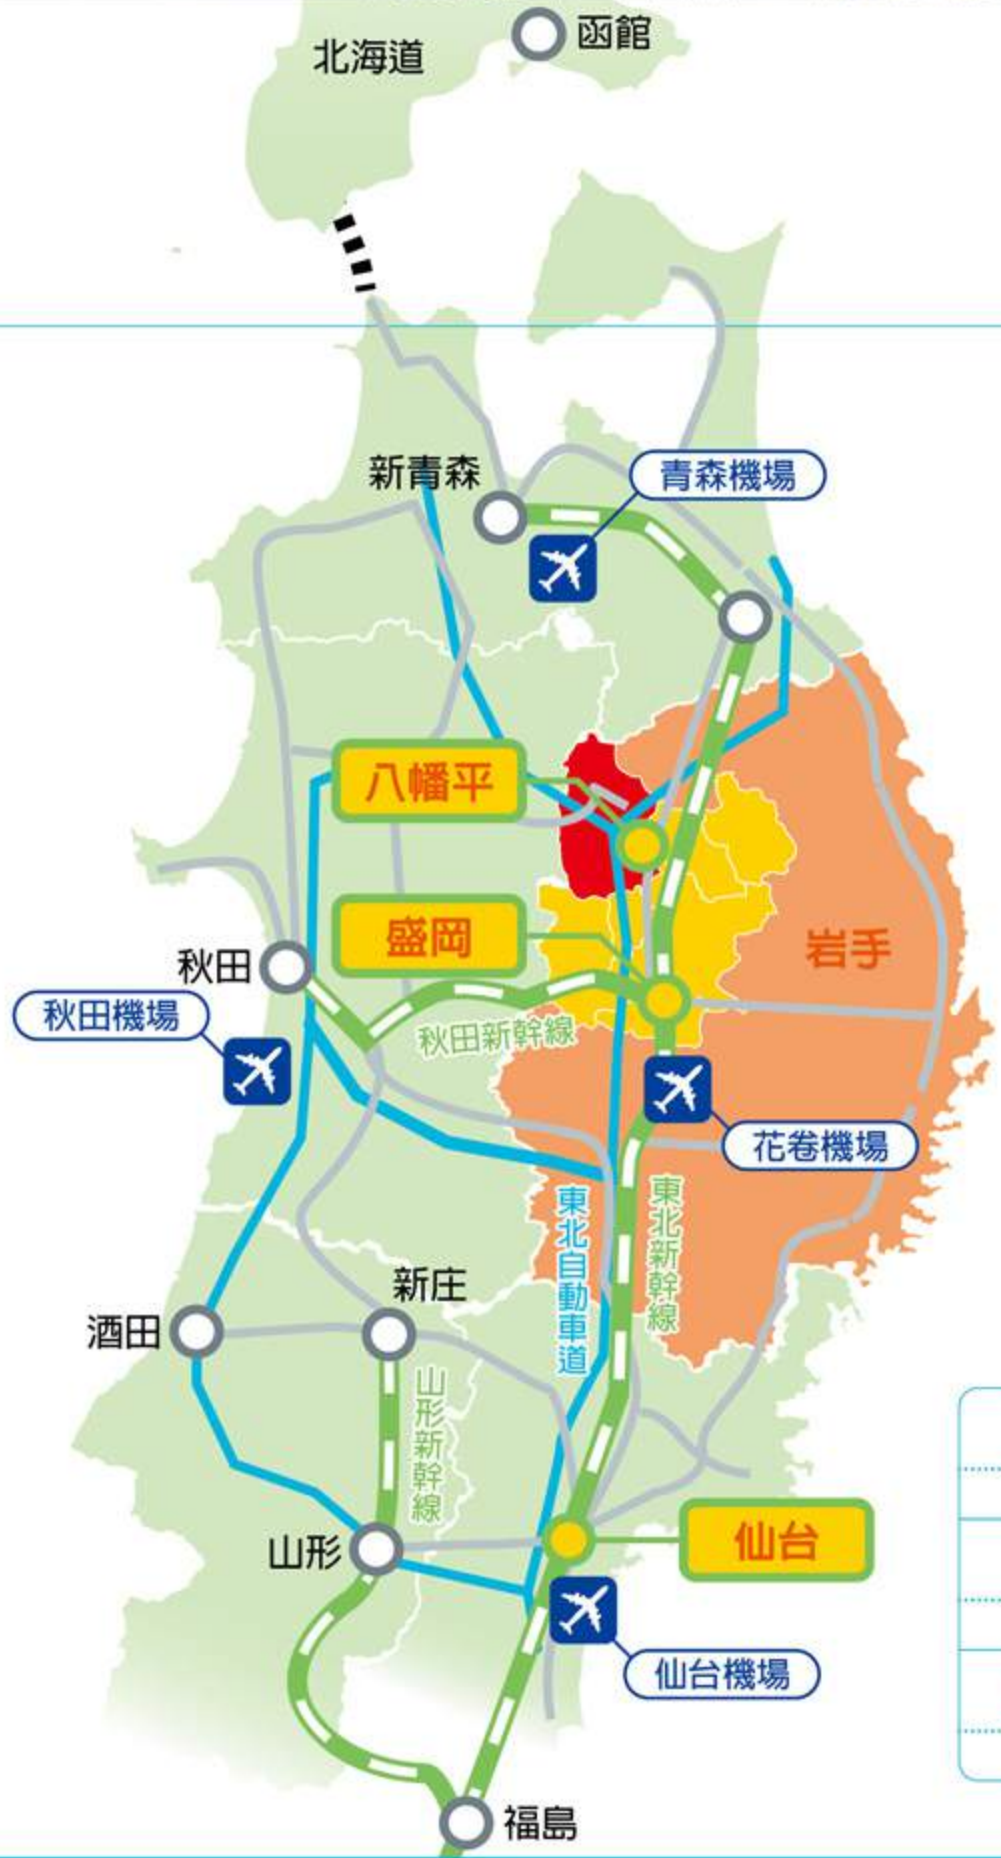 函館
北海道
新青森
青森機場
八幡平
盛岡
岩手
秋田
秋田機場
秋田新幹線
花卷機場
東北自動車道
東北新幹線
新庄
酒田
山形新幹線
仙台
山形
仙台機場
福島